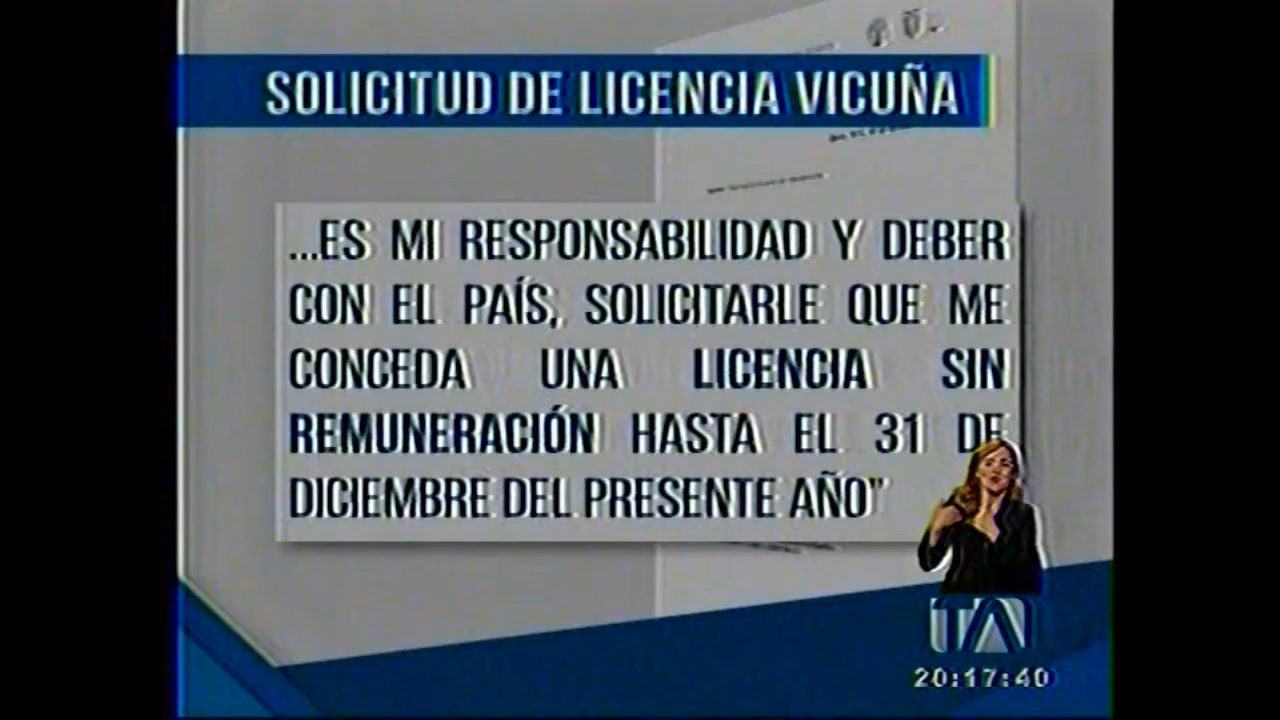 SOLICITUD DE LICENCIA VICUÑA
...ES MI RESPONSABILIDAD Y DEBER
CON EL PAÍS, SOLICITARLE QUE ME
CONCEDA UNA LICENCIA SIN
REMUNERACIÓN HASTA EL 31 DE
DICIEMBRE DEL PRESENTE AÑO"
TA
20:17:40